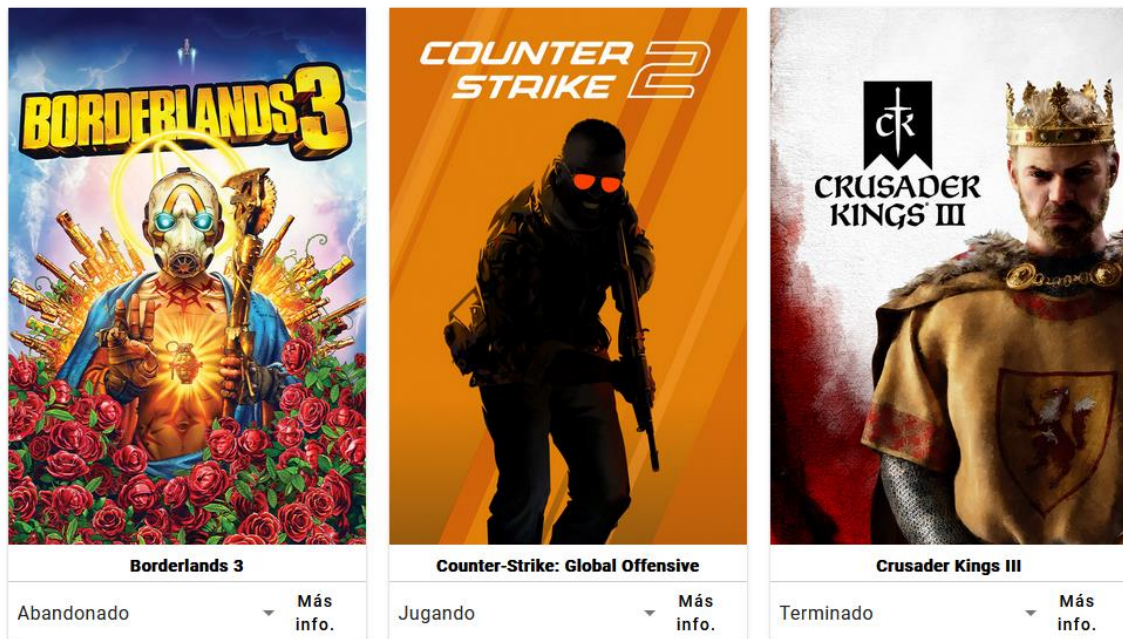 BORDERLANDS 3
COUNTER
STRIKE 2
CK
CRUSADER
KINGS III
Borderlands 3
Counter-Strike: Global Offensive
Crusader Kings III
Abandonado
Más
info.
Jugando
Más
info.
Terminado
Más
info.